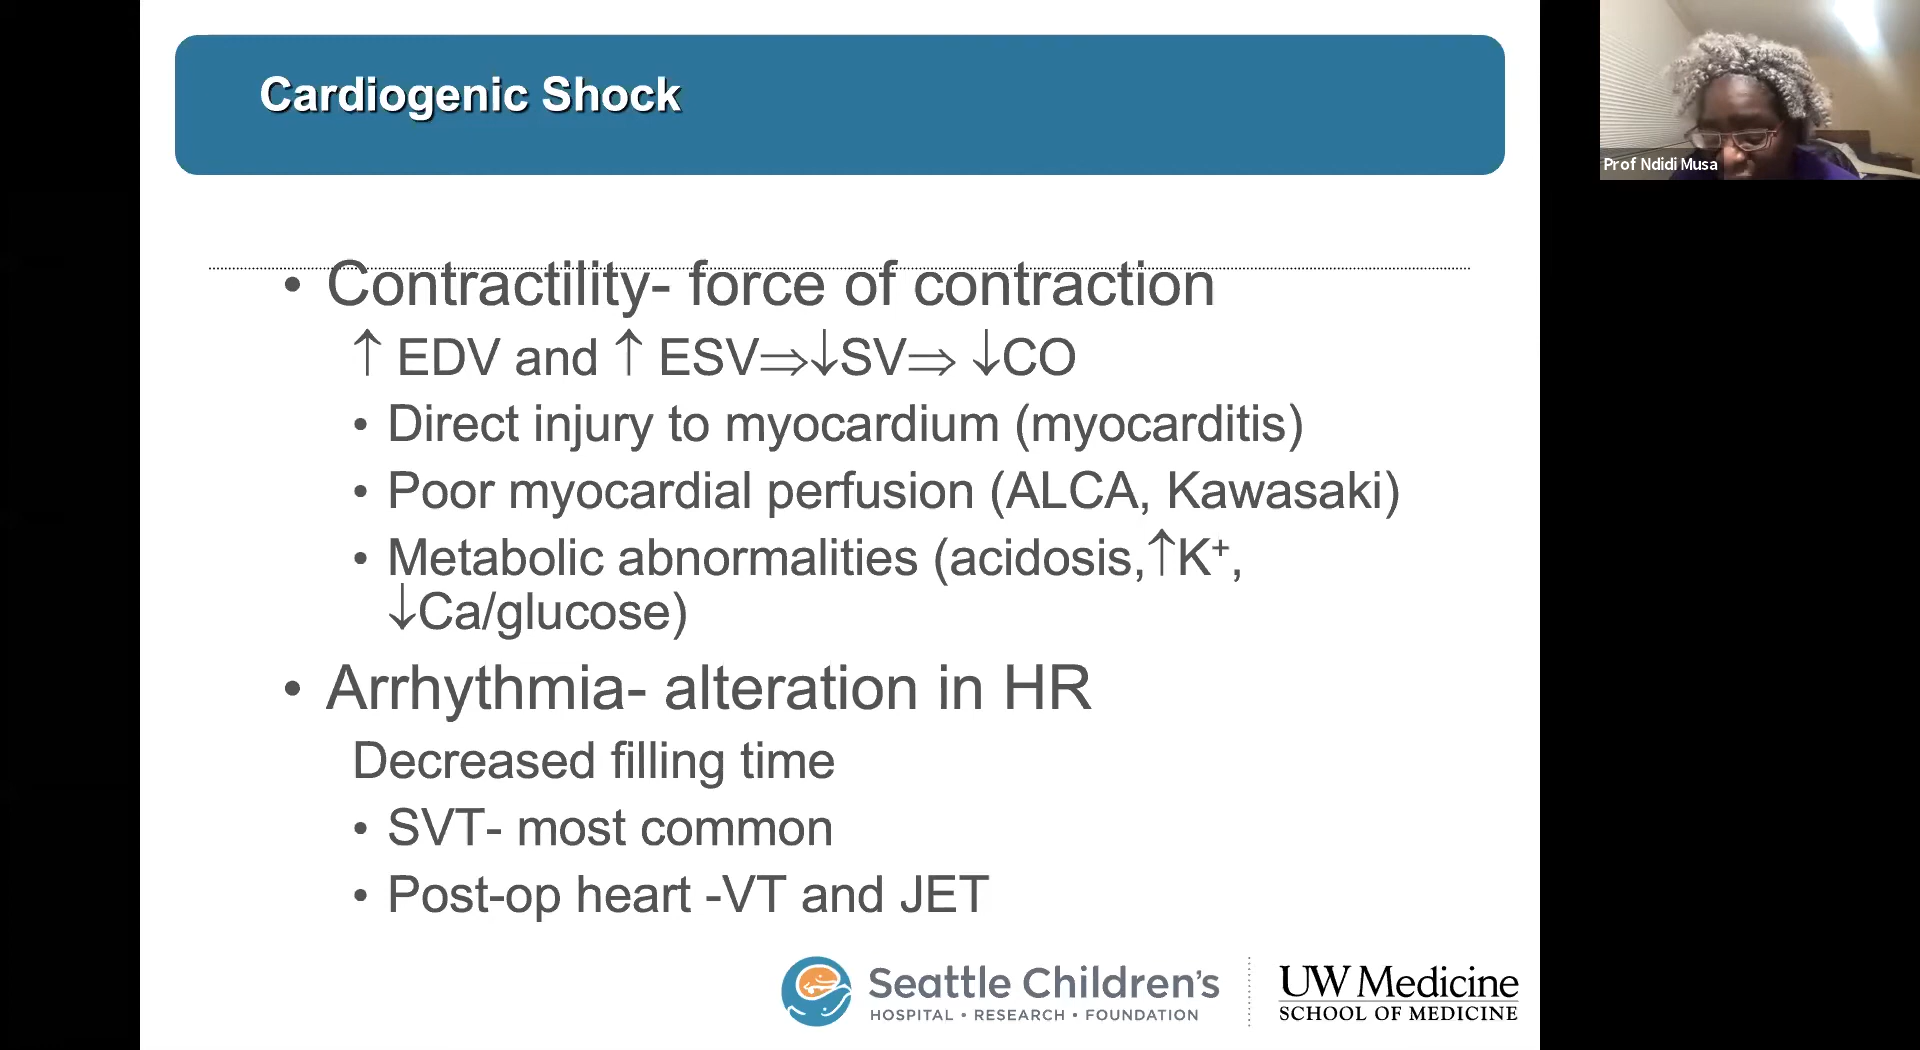 Cardiogenic Shock
Prof Ndidi Musa
• Contractility- force of contraction
↑ EDV and ↑ ESV⇒↓SV⇒ ↓CO
• Direct injury to myocardium (myocarditis)
• Poor myocardial perfusion (ALCA, Kawasaki)
• Metabolic abnormalities (acidosis,↑K⁺,
↓Ca/glucose)
• Arrhythmia- alteration in HR
Decreased filling time
• SVT- most common
• Post-op heart -VT and JET
Seattle Children's
HOSPITAL • RESEARCH • FOUNDATION
UW Medicine
SCHOOL OF MEDICINE